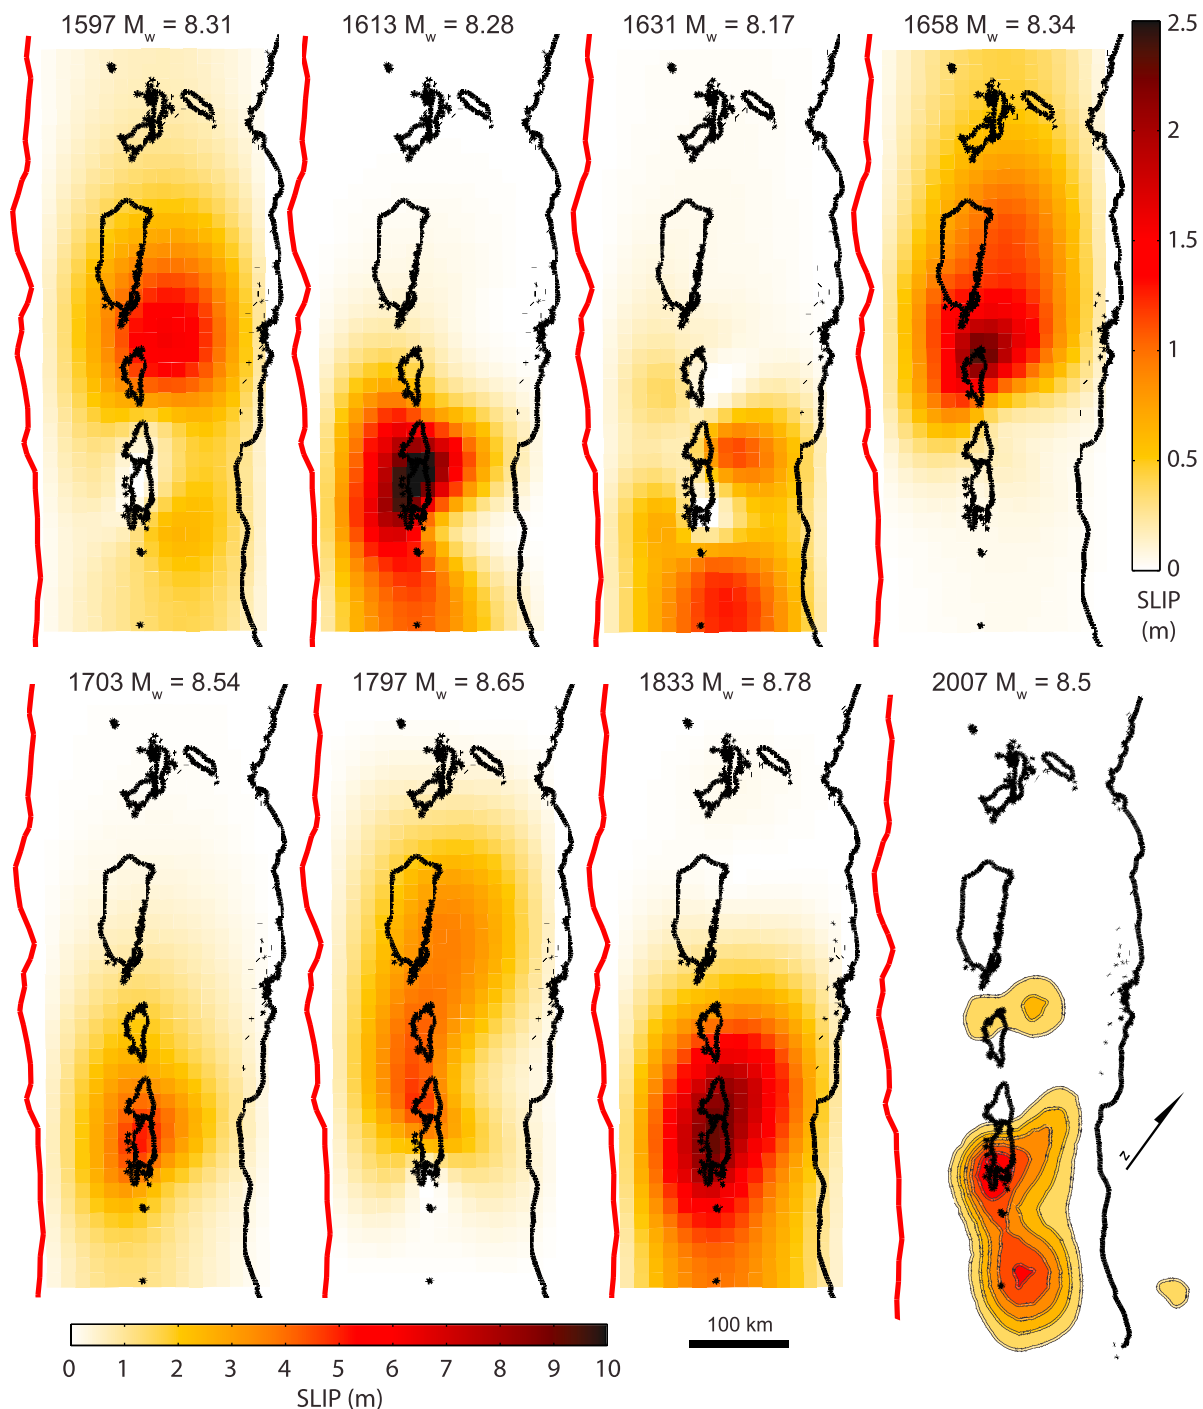 1597 Mw = 8.31
1613 Mw = 8.28
1631 Mw = 8.17
1658 Mw = 8.34
2.5
2
1.5
1
0.5
0
SLIP
(m)
1703 Mw = 8.54
1797 Mw = 8.65
1833 Mw = 8.78
2007 Mw = 8.5
N
0 1 2 3 4 5 6 7 8 9 10
SLIP (m)
100 km